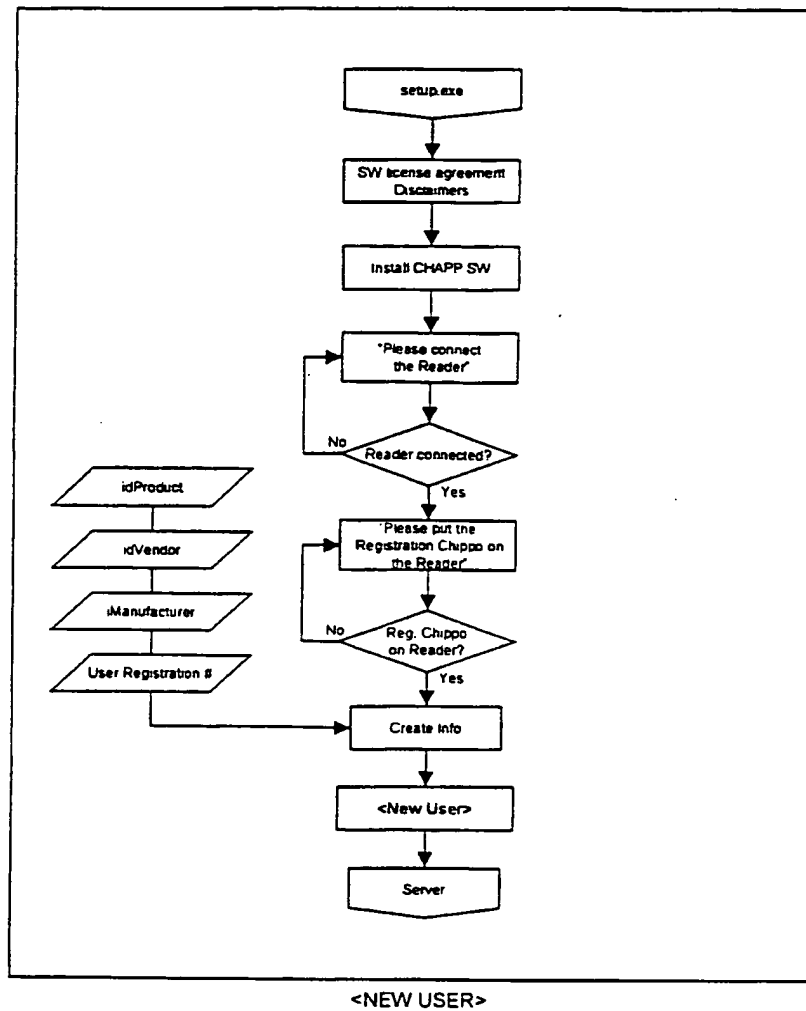 setup.exe
SW license agreement
Disclaimers
Install CHAPP SW
"Please connect
the Reader"
No
Reader connected?
Yes
idProduct
"Please put the
Registration Chippo on
the Reader"
idVendor
iManufacturer
No
Reg. Chippo
on Reader?
User Registration #
Yes
Create Info
<New User>
Server
<NEW USER>